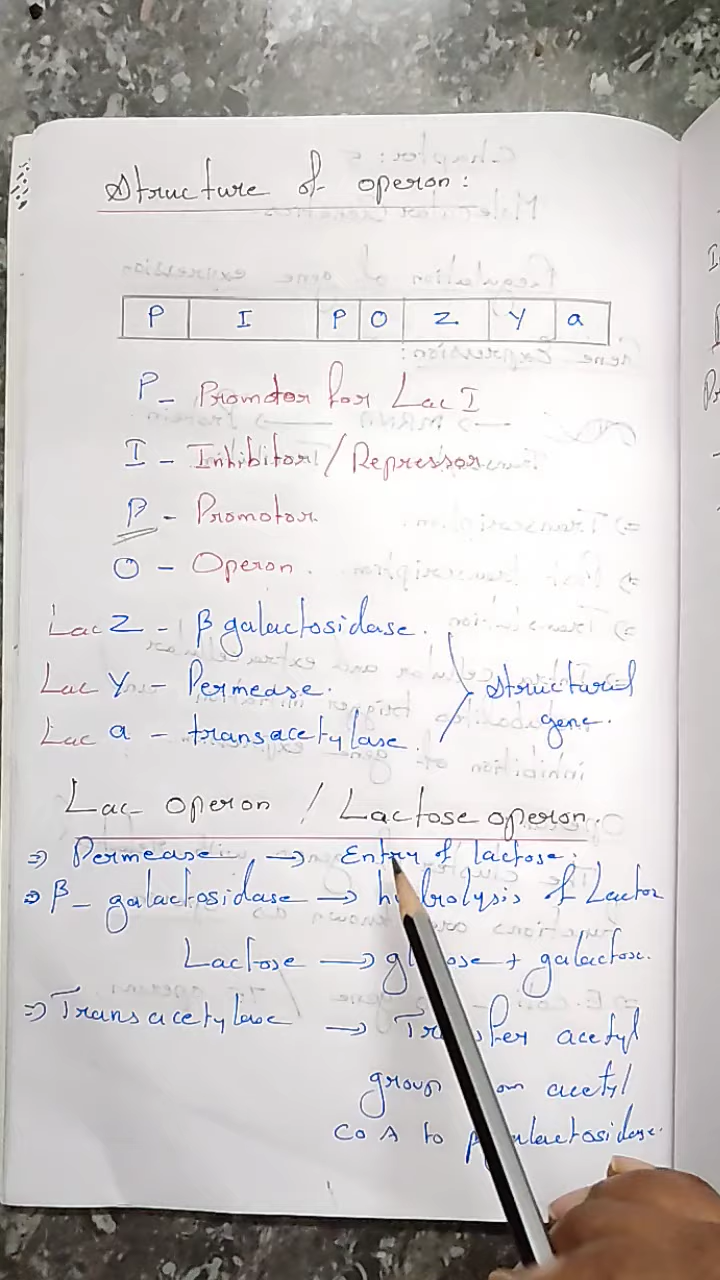 Structure of operon:
P I P O Z Y a
P - Promotor for Lac I
I - Inhibitor / Repressor
P - Promotor.
O - Operon.
Lac Z - β galactosidase.
Lac Y - Permease.
Structural gene.
Lac a - transacetylase.
Lac operon / Lactose operon.
⇒ Permease → Entry of lactose.
⇒ β- galactosidase → hydrolysis of Lactor
Lactose → glucose + galactose.
⇒ Transacetylase → Transfer acetyl
group from acetyl
CoA to β galactosidase.